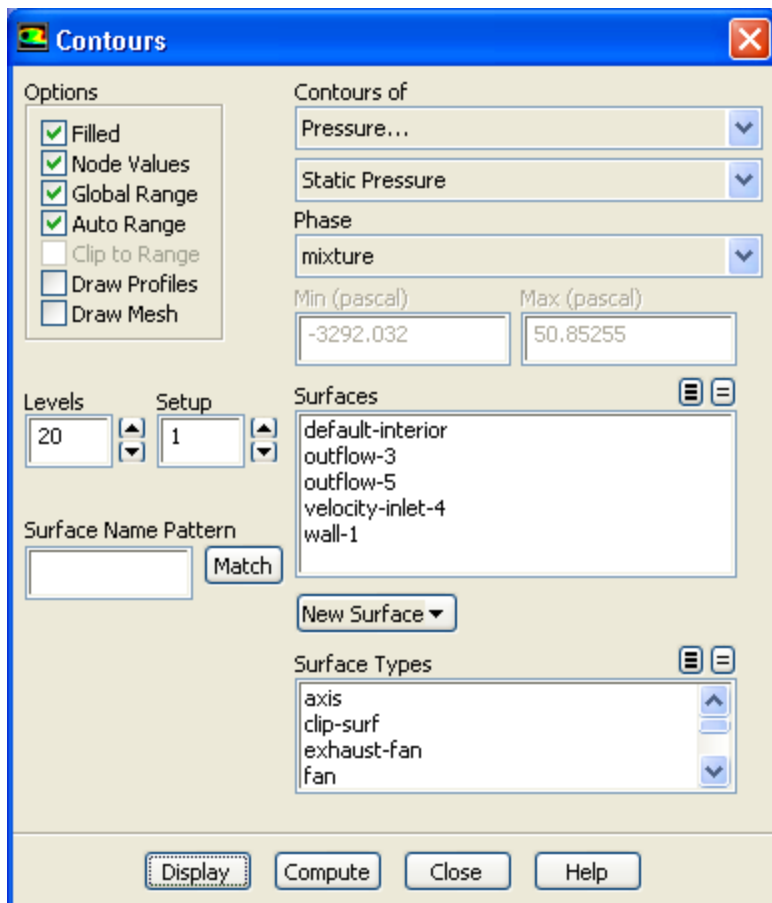 Contours
Options
Filled
Node Values
Global Range
Auto Range
Clip to Range
Draw Profiles
Draw Mesh
Contours of
Pressure...
Static Pressure
Phase
mixture
Min (pascal) Max (pascal)
-3292.032 50.85255
Levels Setup
20 1
Surface Name Pattern
Match
Surfaces
default-interior
outflow-3
outflow-5
velocity-inlet-4
wall-1
New Surface
Surface Types
axis
clip-surf
exhaust-fan
fan
Display Compute Close Help